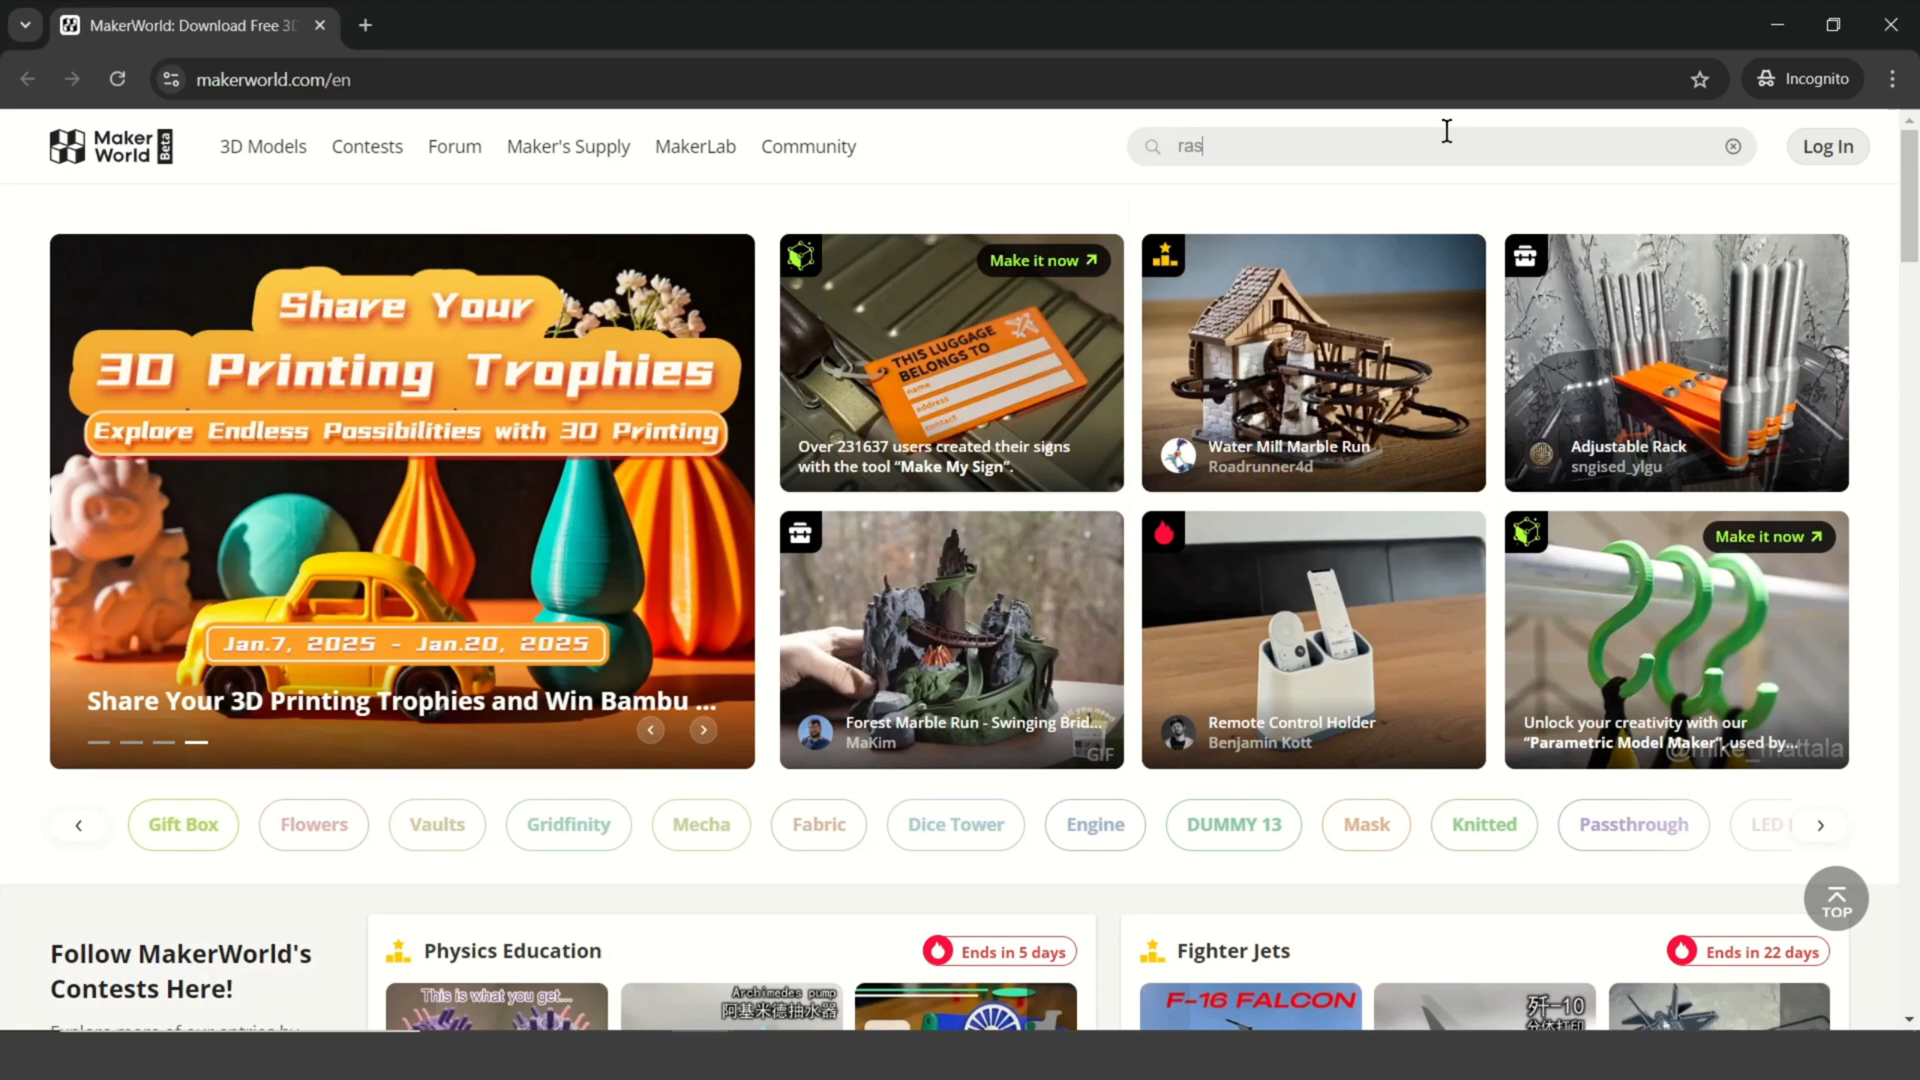 MakerWorld: Download Free 3D
makerworld.com/en
Incognito
Maker
World
Beta
3D Models
Contests
Forum
Maker's Supply
MakerLab
Community
ras
Log In
Share Your
3D Printing Trophies
Explore Endless Possibilities with 3D Printing
Jan.7, 2025 - Jan.20, 2025
Share Your 3D Printing Trophies and Win Bambu ...
Make it now
THIS LUGGAGE
BELONGS TO
name
address
contact
Over 231637 users created their signs
with the tool “Make My Sign”.
Water Mill Marble Run
Roadrunner4d
Adjustable Rack
sngised_ylgu
Forest Marble Run - Swinging Brid...
MaKim
GIF
Remote Control Holder
Benjamin Kott
Make it now
Unlock your creativity with our
“Parametric Model Maker”, used by...
@mike_mattala
Gift Box
Flowers
Vaults
Gridfinity
Mecha
Fabric
Dice Tower
Engine
DUMMY 13
Mask
Knitted
Passthrough
LED
TOP
Follow MakerWorld's
Contests Here!
Physics Education
Ends in 5 days
This is what you get...
Archimedes pump
阿基米德抽水器
Fighter Jets
Ends in 22 days
F-16 FALCON
歼-10